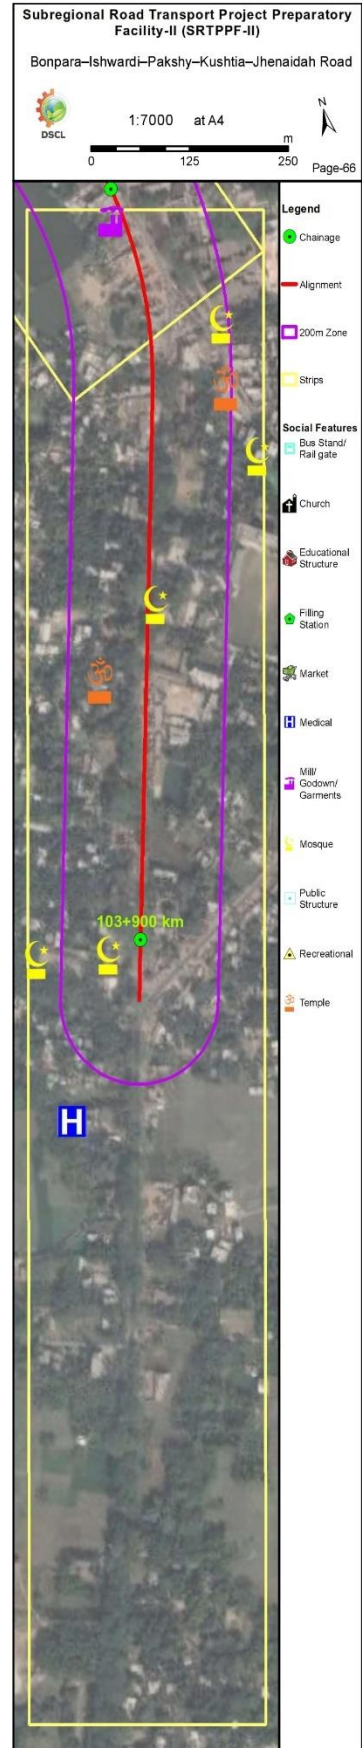 Subregional Road Transport Project Preparatory
Facility-II (SRTPPF-II)
Bonpara–Ishwardi–Pakshy–Kushtia–Jhenaidah Road
DSCL
1:7000 at A4
N
m
0 125 250
Page-66
Legend
Chainage
Alignment
200m Zone
Strips
Social Features
Bus Stand/
Rail gate
Church
Educational
Structure
Filling
Station
Market
H Medical
Mill/
Godown/
Garments
Mosque
Public
Structure
Recreational
ॐ Temple
ॐ
ॐ
103+900 km
H